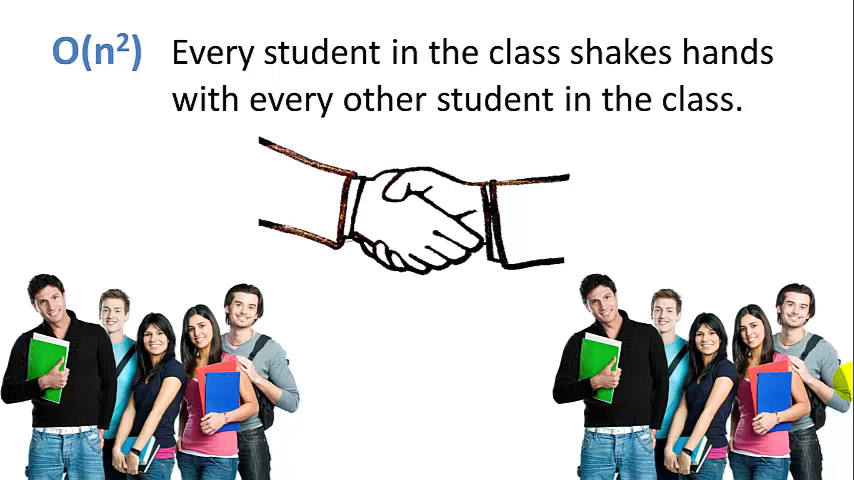 O(n²) Every student in the class shakes hands
with every other student in the class.